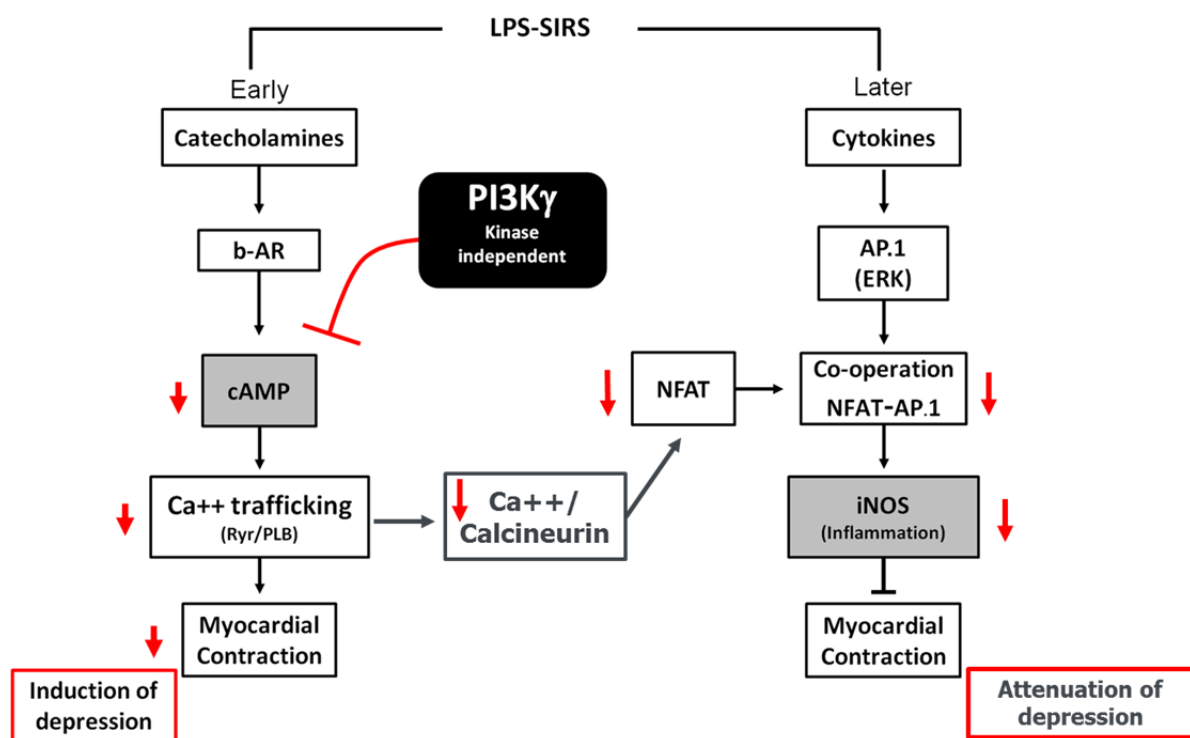 LPS-SIRS
Early
Later
Catecholamines
Cytokines
PI3Kγ
Kinase
independent
b-AR
AP.1
(ERK)
cAMP
NFAT
Co-operation
NFAT-AP.1
Ca++ trafficking
(Ryr/PLB)
Ca++/
Calcineurin
iNOS
(Inflammation)
Myocardial
Contraction
Myocardial
Contraction
Induction of
depression
Attenuation of
depression